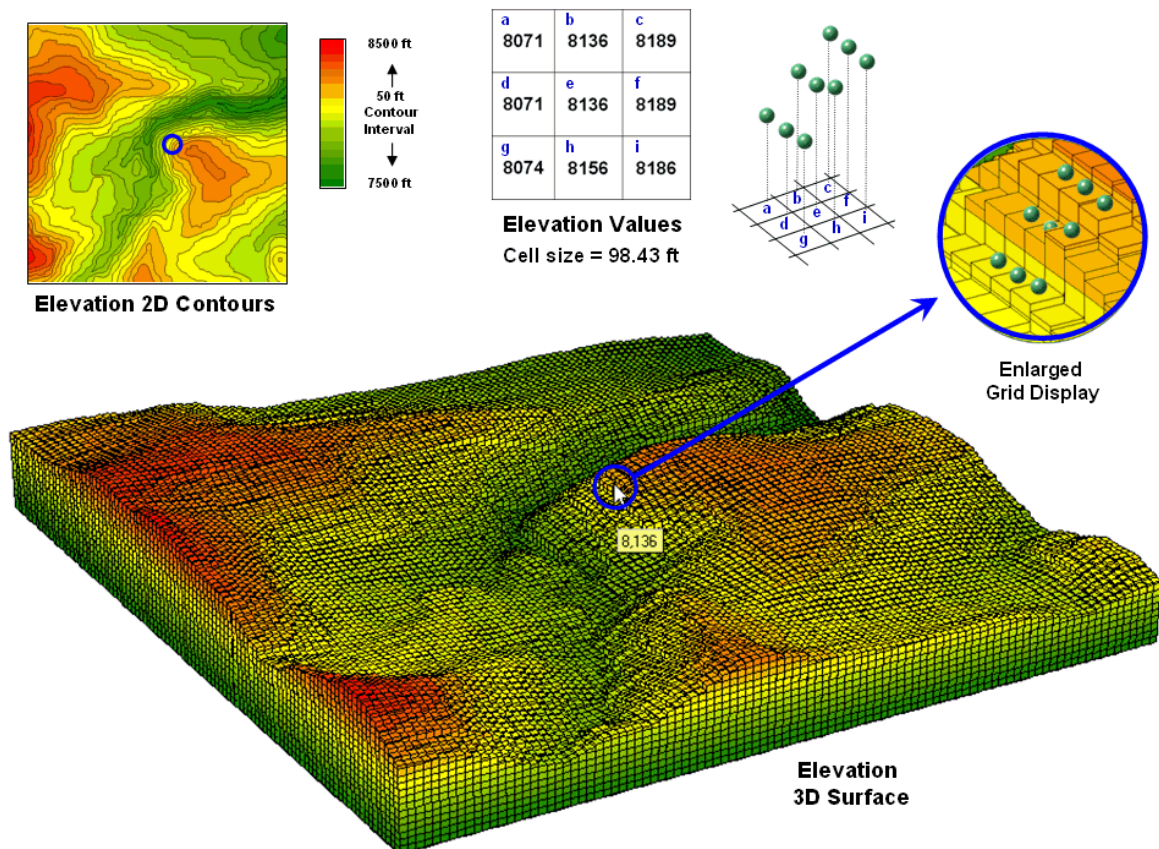 8500 ft
50 ft
Contour
Interval
7500 ft
Elevation 2D Contours
a b c
8071 8136 8189
d e f
8071 8136 8189
g h i
8074 8156 8186
Elevation Values
Cell size = 98.43 ft
c
b f
a e i
d h
g
Enlarged
Grid Display
8,136
Elevation
3D Surface